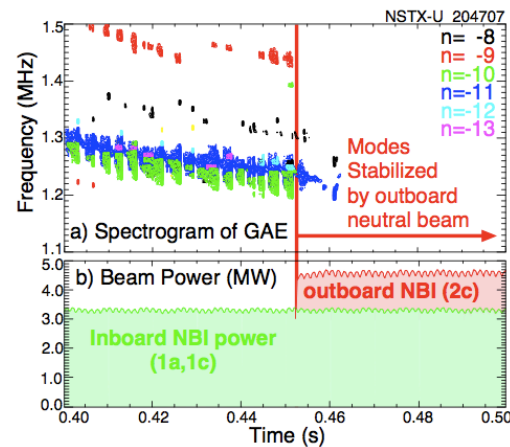 NSTX-U 204707
1.5
1.4
1.3
1.2
1.1
Frequency (MHz)
n= -8
n= -9
n=-10
n=-11
n=-12
n=-13
Modes
Stabilized
by outboard
neutral beam
a) Spectrogram of GAE
5.0
4.0
3.0
2.0
1.0
0.0
b) Beam Power (MW)
outboard NBI (2c)
Inboard NBI power
(1a,1c)
0.40 0.42 0.44 0.46 0.48 0.50
Time (s)